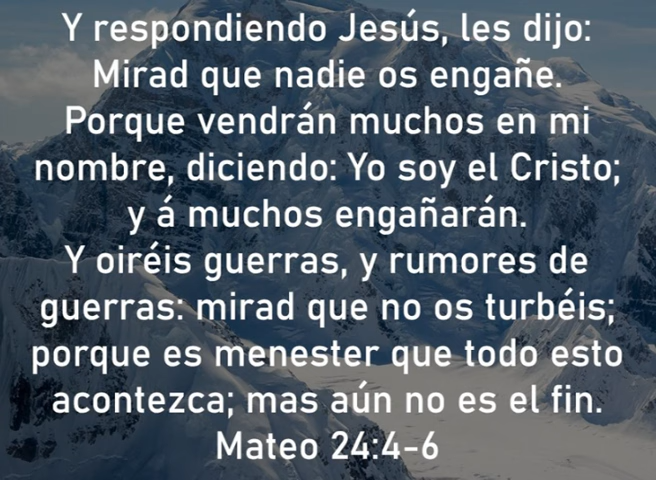 Y respondiendo Jesús, les dijo:
Mirad que nadie os engañe.
Porque vendrán muchos en mi
nombre, diciendo: Yo soy el Cristo;
y á muchos engañarán.
Y oiréis guerras, y rumores de
guerras: mirad que no os turbéis;
porque es menester que todo esto
acontezca; mas aún no es el fin.
Mateo 24:4-6